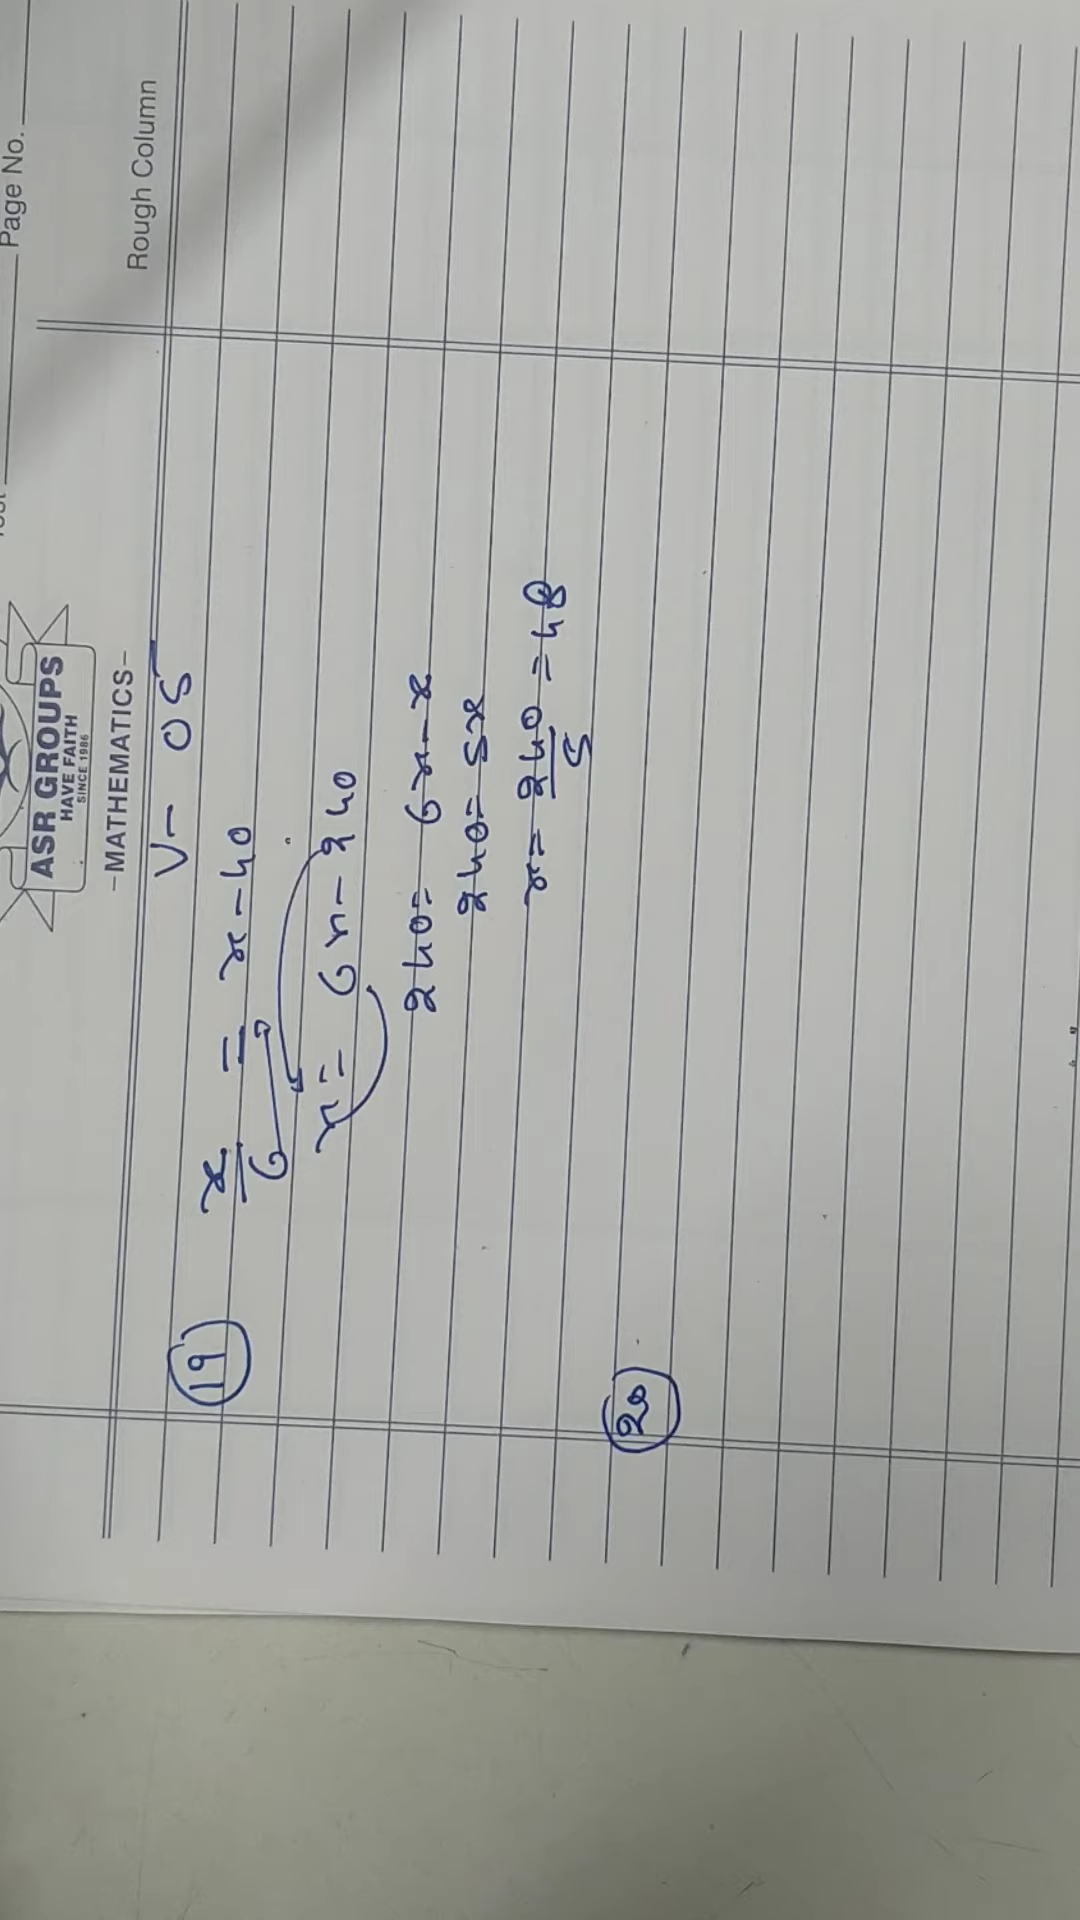 Page No.
ASR GROUPS
HAVE FAITH
SINCE 1986
-MATHEMATICS-
Rough Column
V- 05
19
x/6 = x-40
x = 6x-240
240= 6x-x
240= 5x
x= 240/5 =48
20